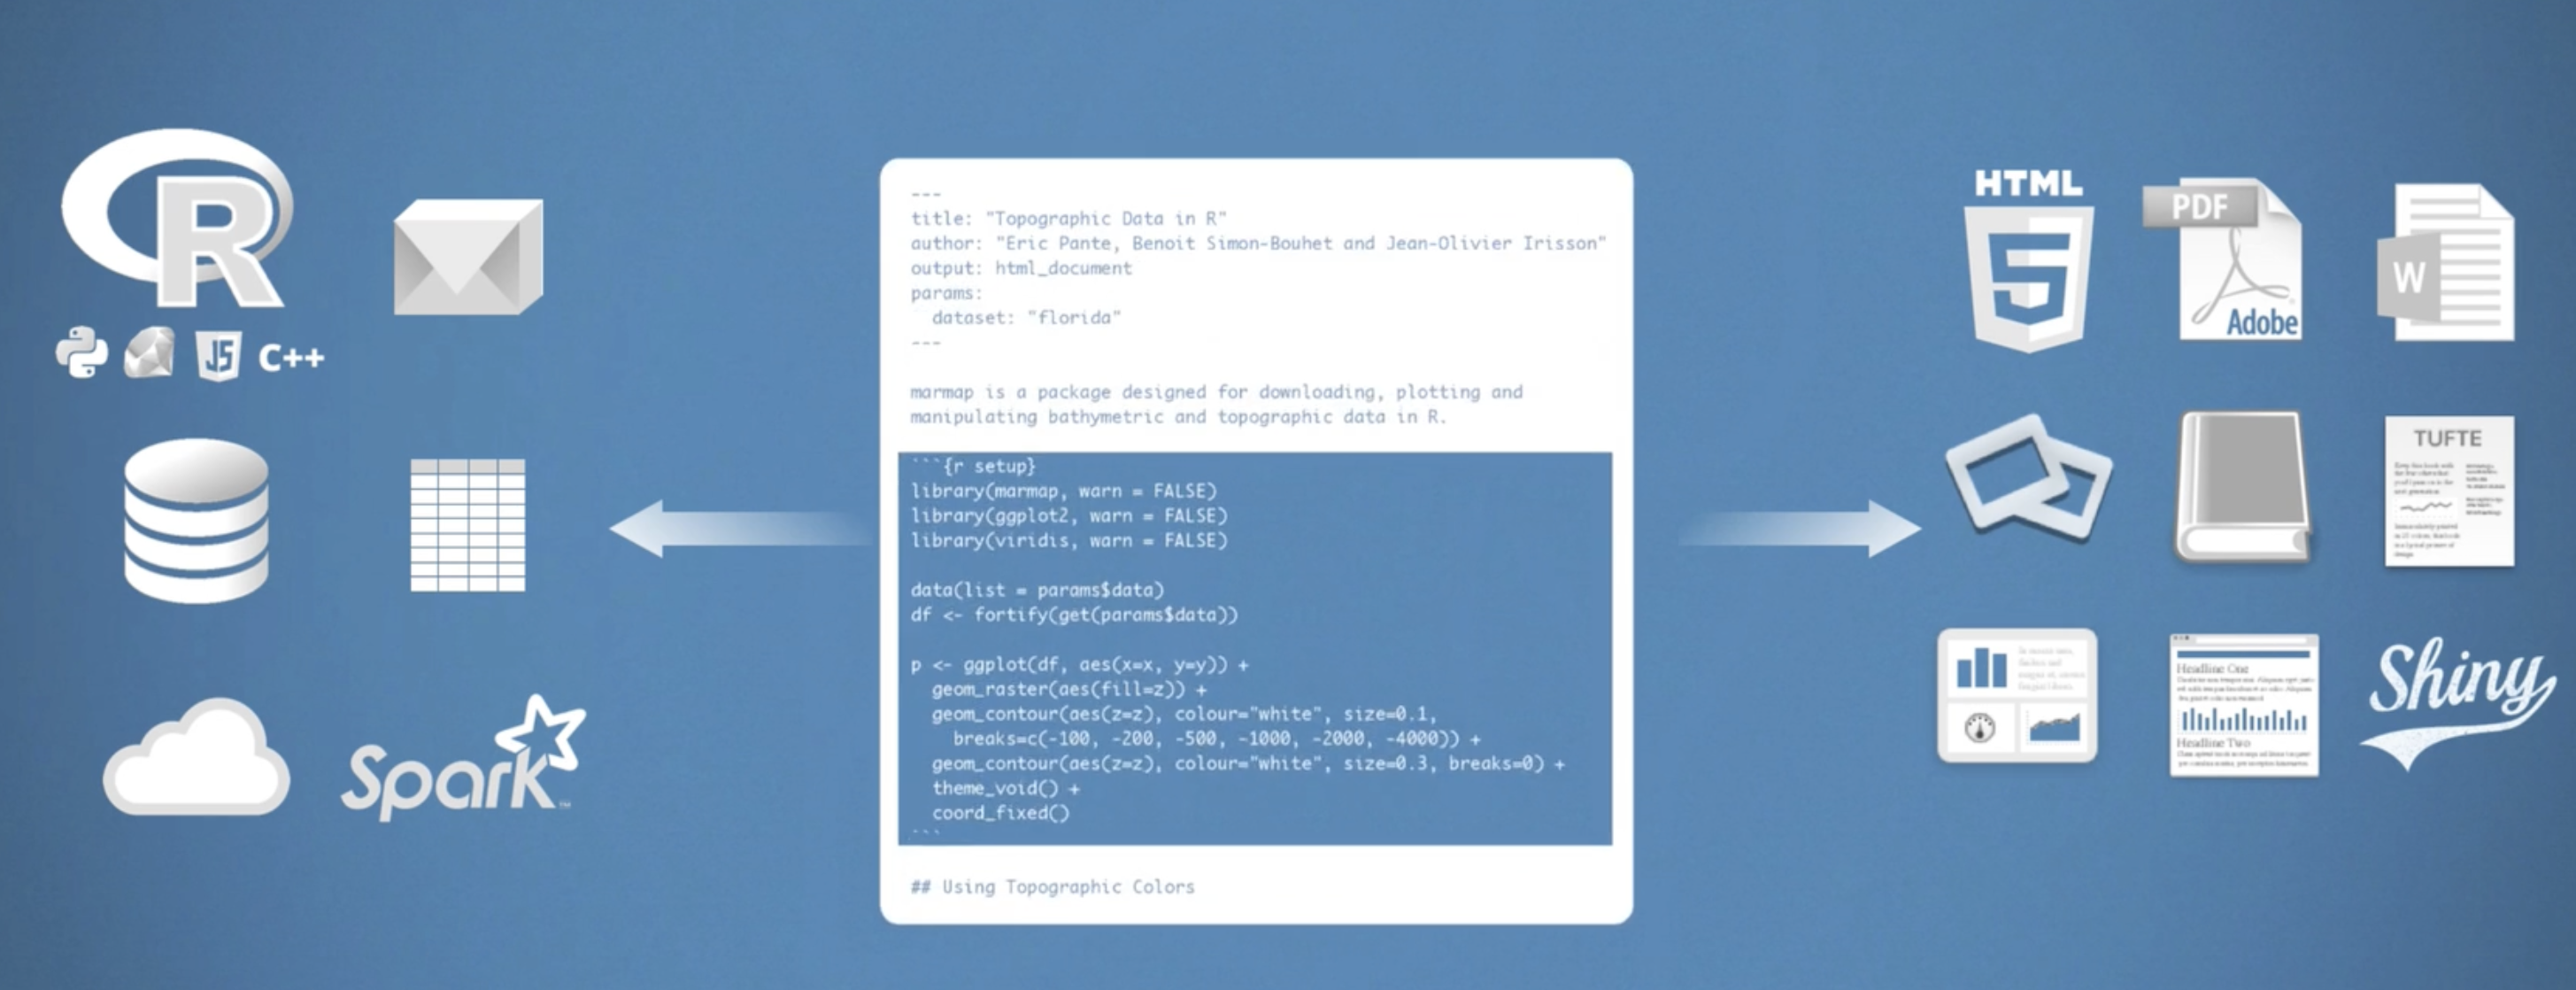 R
JS C++
Spark™
---
title: "Topographic Data in R"
author: "Eric Pante, Benoit Simon-Bouhet and Jean-Olivier Irisson"
output: html_document
params:
  dataset: "florida"
---
marmap is a package designed for downloading, plotting and
manipulating bathymetric and topographic data in R.
```{r setup}
library(marmap, warn = FALSE)
library(ggplot2, warn = FALSE)
library(viridis, warn = FALSE)
data(list = params$data)
df <- fortify(get(params$data))
p <- ggplot(df, aes(x=x, y=y)) +
  geom_raster(aes(fill=z)) +
  geom_contour(aes(z=z), colour="white", size=0.1,
    breaks=c(-100, -200, -500, -1000, -2000, -4000)) +
  geom_contour(aes(z=z), colour="white", size=0.3, breaks=0) +
  theme_void() +
  coord_fixed()
```
## Using Topographic Colors
HTML
5
PDF
Adobe
W
TUFTE
Headline One
Headline Two
Shiny